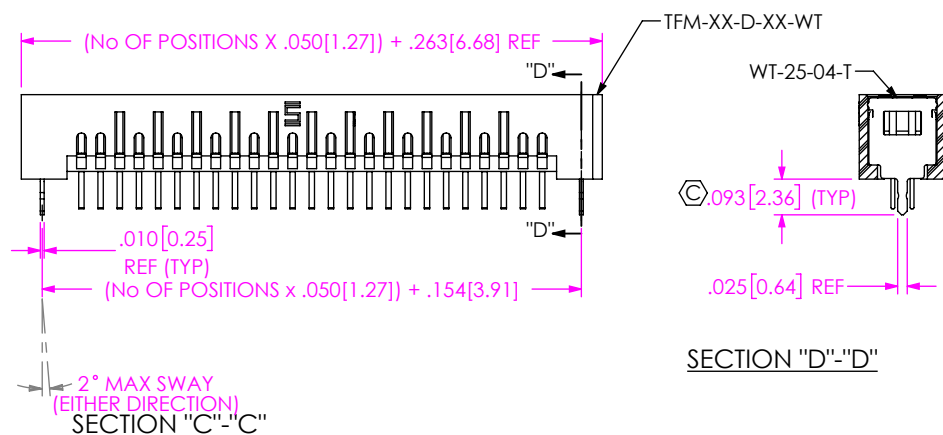 TFM-XX-D-XX-WT
(No OF POSITIONS X .050[1.27]) + .263[6.68] REF
"D"
WT-25-04-T
C .093[2.36] (TYP)
"D"
.010[0.25]
REF (TYP)
(No OF POSITIONS x .050[1.27]) + .154[3.91]
.025[0.64] REF
SECTION "D"-"D"
2° MAX SWAY
(EITHER DIRECTION)
SECTION "C"-"C"